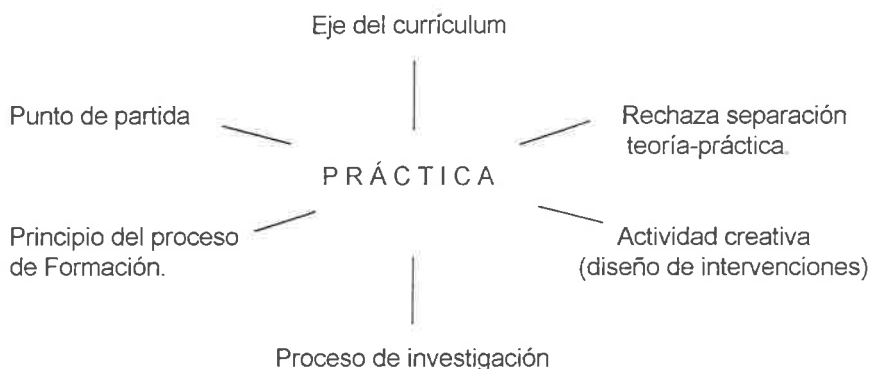 Eje del currículum
Punto de partida
Rechaza separación
teoría-práctica.
PRÁCTICA
Principio del proceso
de Formación.
Actividad creativa
(diseño de intervenciones)
Proceso de investigación